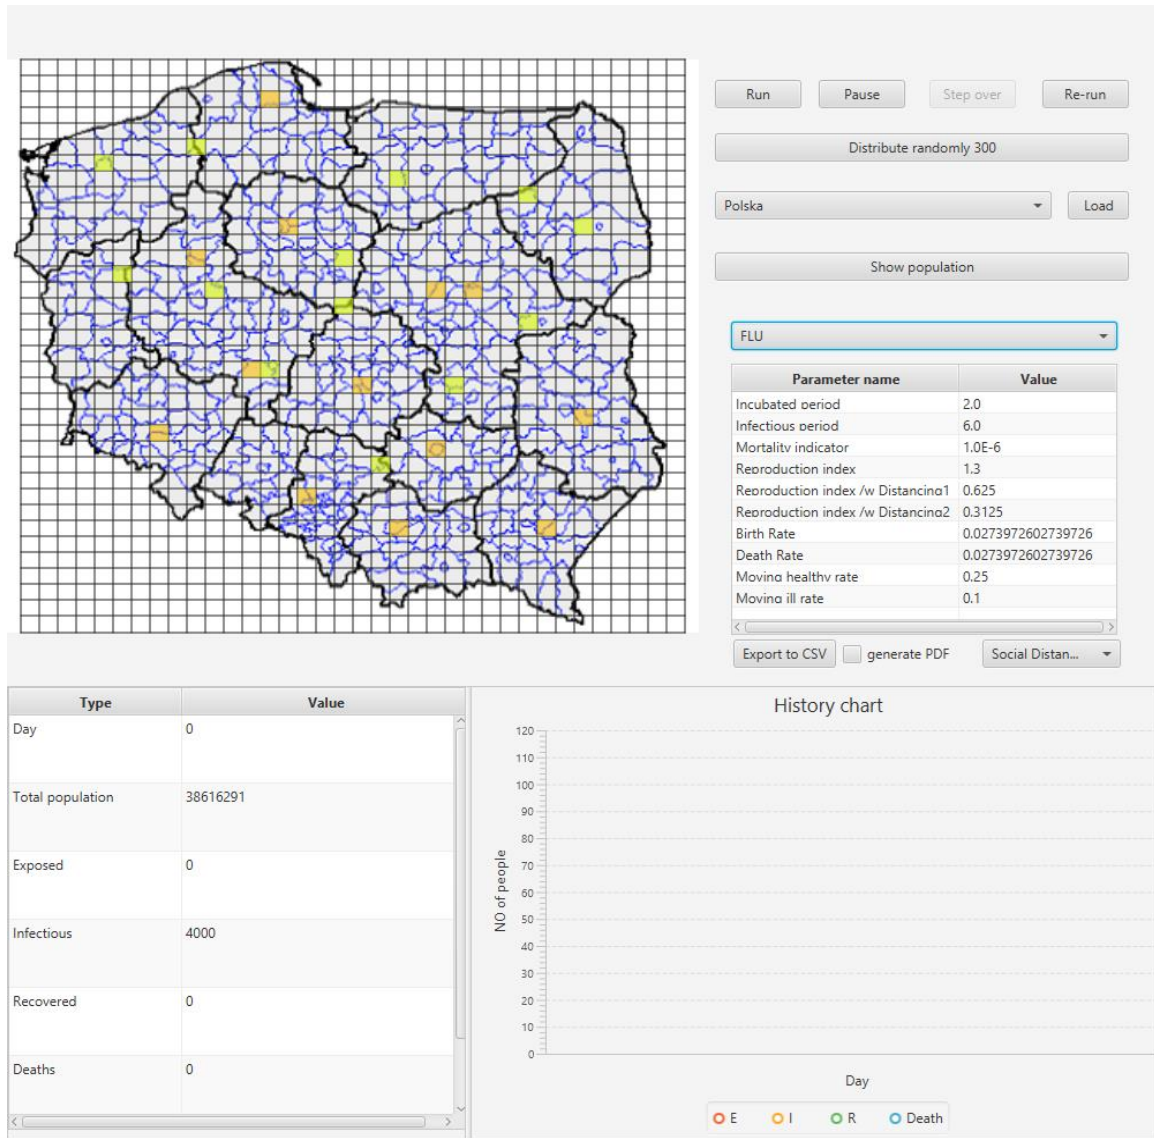 Run Pause Step over Re-run
Distribute randomly 300
Polska Load
Show population
FLU
Parameter name Value
Incubated period 2.0
Infectious period 6.0
Mortality indicator 1.0E-6
Reproduction index 1.3
Reproduction index /w Distancing1 0.625
Reproduction index /w Distancing2 0.3125
Birth Rate 0.0273972602739726
Death Rate 0.0273972602739726
Moving healthy rate 0.25
Moving ill rate 0.1
Export to CSV generate PDF Social Distan...
Type Value
Day 0
Total population 38616291
Exposed 0
Infectious 4000
Recovered 0
Deaths 0
History chart
120
110
100
90
80
70
60
50
40
30
20
10
0
NO of people
Day
E I R Death